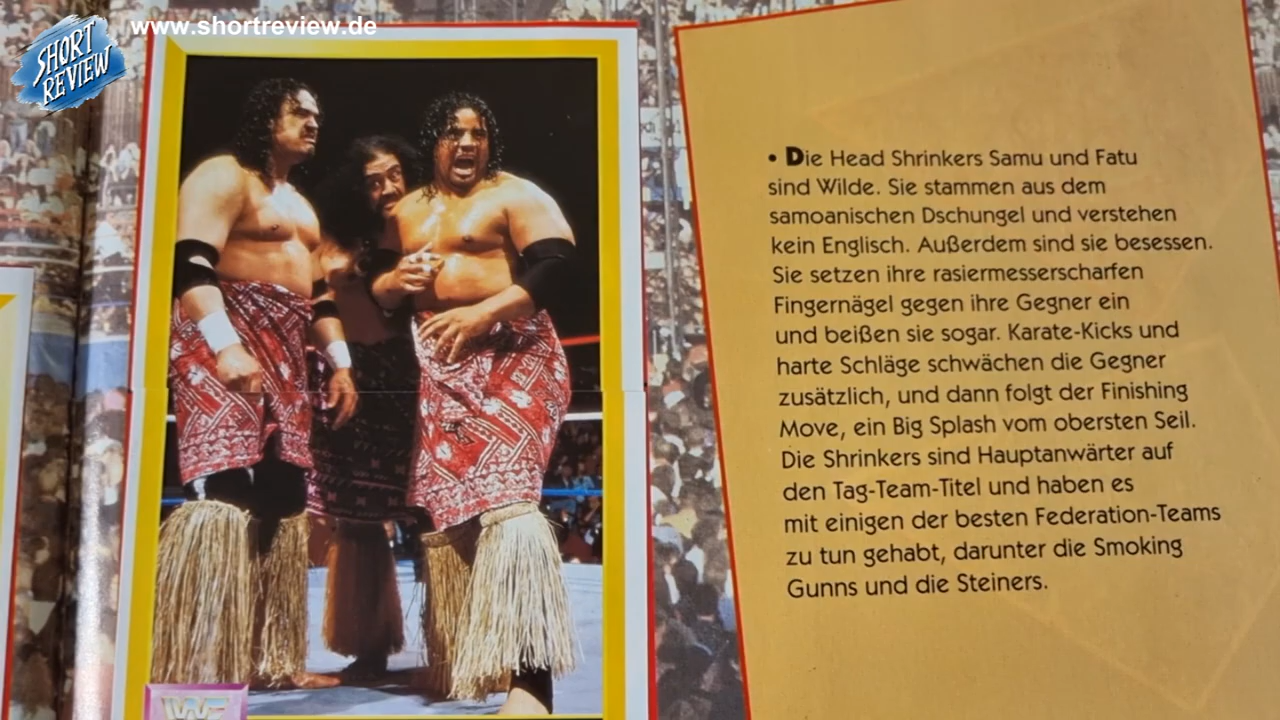 SHORT
REVIEW
www.shortreview.de
• Die Head Shrinkers Samu und Fatu
sind Wilde. Sie stammen aus dem
samoanischen Dschungel und verstehen
kein Englisch. Außerdem sind sie besessen.
Sie setzen ihre rasiermesserscharfen
Fingernägel gegen ihre Gegner ein
und beißen sie sogar. Karate-Kicks und
harte Schläge schwächen die Gegner
zusätzlich, und dann folgt der Finishing
Move, ein Big Splash vom obersten Seil.
Die Shrinkers sind Hauptanwärter auf
den Tag-Team-Titel und haben es
mit einigen der besten Federation-Teams
zu tun gehabt, darunter die Smoking
Gunns und die Steiners.
WF